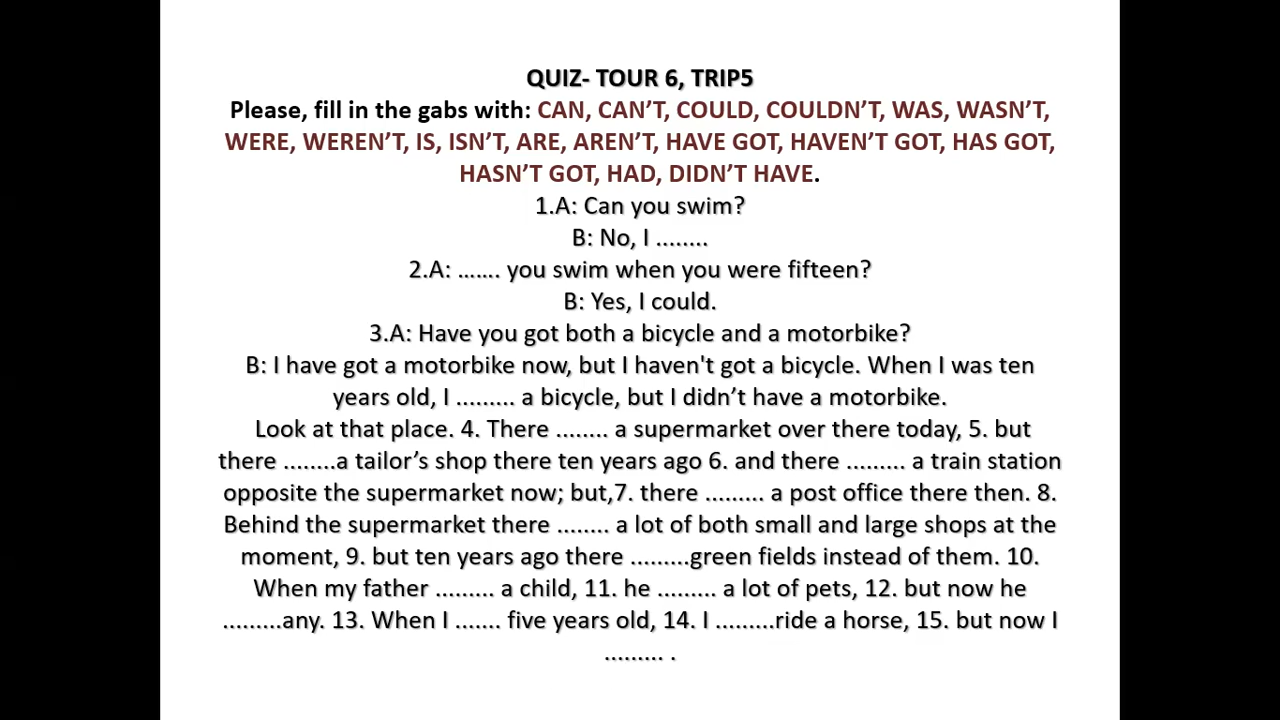 QUIZ- TOUR 6, TRIP5
Please, fill in the gabs with: CAN, CAN’T, COULD, COULDN’T, WAS, WASN’T,
WERE, WEREN’T, IS, ISN’T, ARE, AREN’T, HAVE GOT, HAVEN’T GOT, HAS GOT,
HASN’T GOT, HAD, DIDN’T HAVE.
1.A: Can you swim?
B: No, I ........
2.A: ....... you swim when you were fifteen?
B: Yes, I could.
3.A: Have you got both a bicycle and a motorbike?
B: I have got a motorbike now, but I haven't got a bicycle. When I was ten
years old, I ......... a bicycle, but I didn’t have a motorbike.
Look at that place. 4. There ........ a supermarket over there today, 5. but
there ........a tailor’s shop there ten years ago 6. and there ......... a train station
opposite the supermarket now; but,7. there ......... a post office there then. 8.
Behind the supermarket there ........ a lot of both small and large shops at the
moment, 9. but ten years ago there .........green fields instead of them. 10.
When my father ......... a child, 11. he ......... a lot of pets, 12. but now he
.........any. 13. When I ....... five years old, 14. I .........ride a horse, 15. but now I
......... .